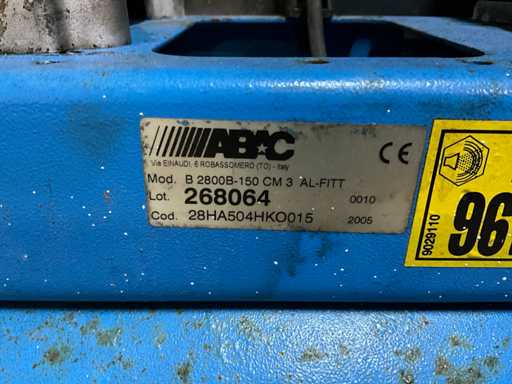 ABAC
Via EINAUDI, 6 ROBASSOMERO (TO) - Italy
CE
Mod. B 2800B-150 CM 3 AL-FITT
Lot. 268064 0010
Cod. 28HA504HKO015 2005
9029110
96